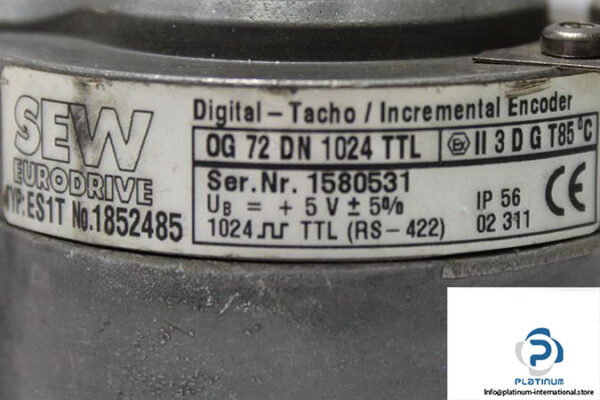 SEW
EURODRIVE
TYP: ES1T No.1852485
Digital – Tacho / Incremental Encoder
OG 72 DN 1024 TTL
Ex II 3 D G T85°C
Ser.Nr. 1580531
UB = + 5 V ± 5%
1024 TTL (RS-422)
IP 56
02 311
CE
PLATINUM
Info@platinum-international.store